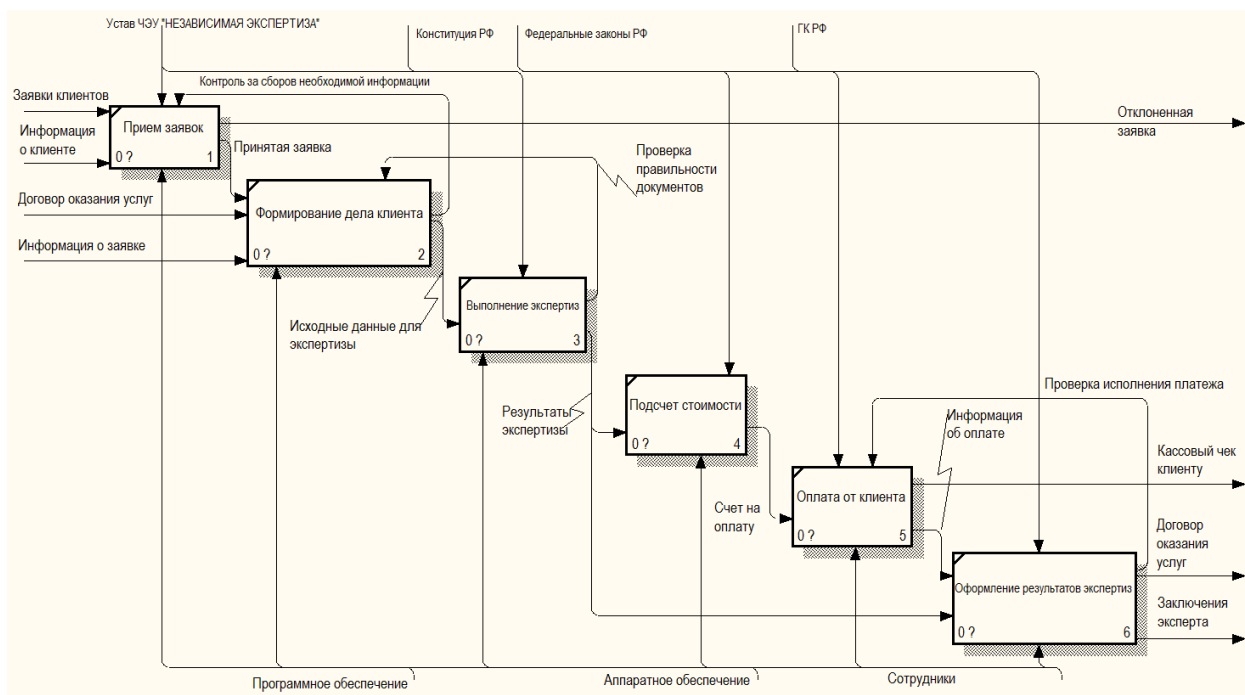 Устав ЧЭУ "НЕЗАВИСИМАЯ ЭКСПЕРТИЗА"
Конституция РФ
Федеральные законы РФ
ГК РФ
Контроль за сборов необходимой информации
Заявки клиентов
Информация
о клиенте
Прием заявок
0 ?
1
Отклоненная
заявка
Принятая заявка
Проверка
правильности
документов
Договор оказания услуг
Информация о заявке
Формирование дела клиента
0 ?
2
Исходные данные для
экспертизы
Выполнение экспертиз
0 ?
3
Результаты
экспертизы
Подсчет стоимости
0 ?
4
Проверка исполнения платежа
Информация
об оплате
Счет на
оплату
Оплата от клиента
0 ?
5
Кассовый чек
клиенту
Договор
оказания
услуг
Оформление результатов экспертиз
0 ?
6
Заключения
эксперта
Программное обеспечение
Аппаратное обеспечение
Сотрудники